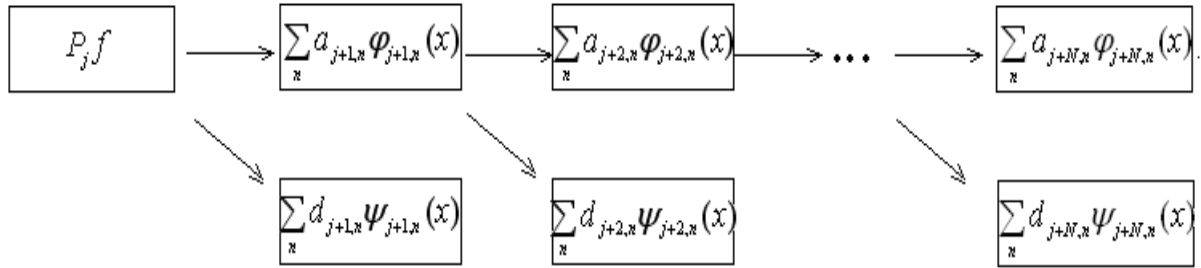 P_j f → ∑_n a_{j+1,n} φ_{j+1,n}(x) → ∑_n a_{j+2,n} φ_{j+2,n}(x) → ••• → ∑_n a_{j+N,n} φ_{j+N,n}(x).
∑_n d_{j+1,n} ψ_{j+1,n}(x) ∑_n d_{j+2,n} ψ_{j+2,n}(x) ∑_n d_{j+N,n} ψ_{j+N,n}(x)